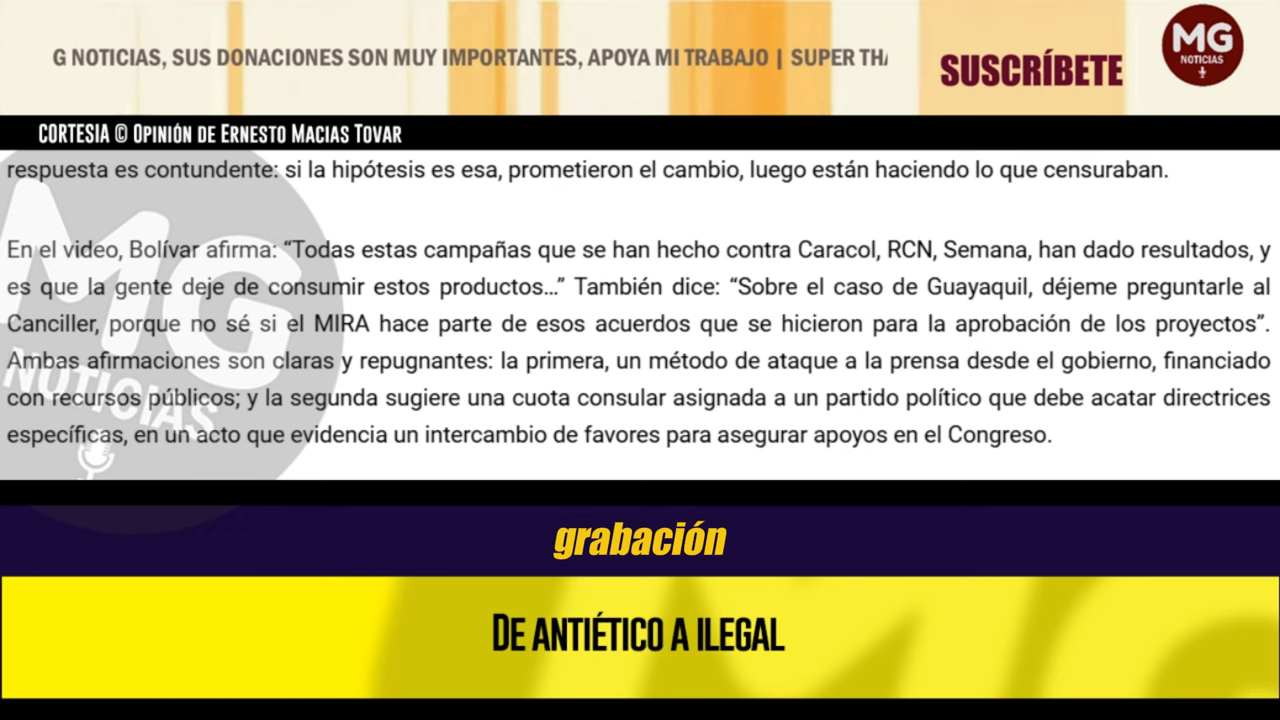 G NOTICIAS, SUS DONACIONES SON MUY IMPORTANTES, APOYA MI TRABAJO | SUPER
SUSCRÍBETE
MG
NOTICIAS
CORTESIA © OPINIÓN DE ERNESTO MACIAS TOVAR
respuesta es contundente: si la hipótesis es esa, prometieron el cambio, luego están haciendo lo que censuraban.
En el video, Bolívar afirma: “Todas estas campañas que se han hecho contra Caracol, RCN, Semana, han dado resultados, y
es que la gente deje de consumir estos productos…” También dice: “Sobre el caso de Guayaquil, déjeme preguntarle al
Canciller, porque no sé si el MIRA hace parte de esos acuerdos que se hicieron para la aprobación de los proyectos”.
Ambas afirmaciones son claras y repugnantes: la primera, un método de ataque a la prensa desde el gobierno, financiado
con recursos públicos; y la segunda sugiere una cuota consular asignada a un partido político que debe acatar directrices
específicas, en un acto que evidencia un intercambio de favores para asegurar apoyos en el Congreso.
MG
NOTICIAS
grabación
DE ANTIÉTICO A ILEGAL